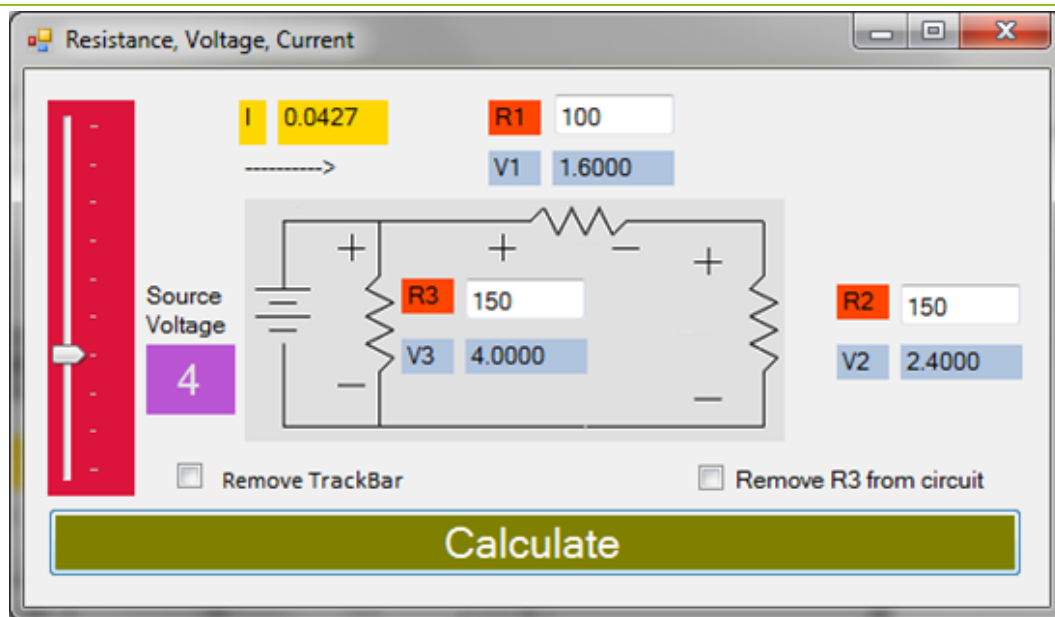 Resistance, Voltage, Current
I 0.0427 R1 100
----------> V1 1.6000
+ + − +
Source Voltage
4
R3 150
V3 4.0000
R2 150
V2 2.4000
− −
Remove TrackBar
Remove R3 from circuit
Calculate